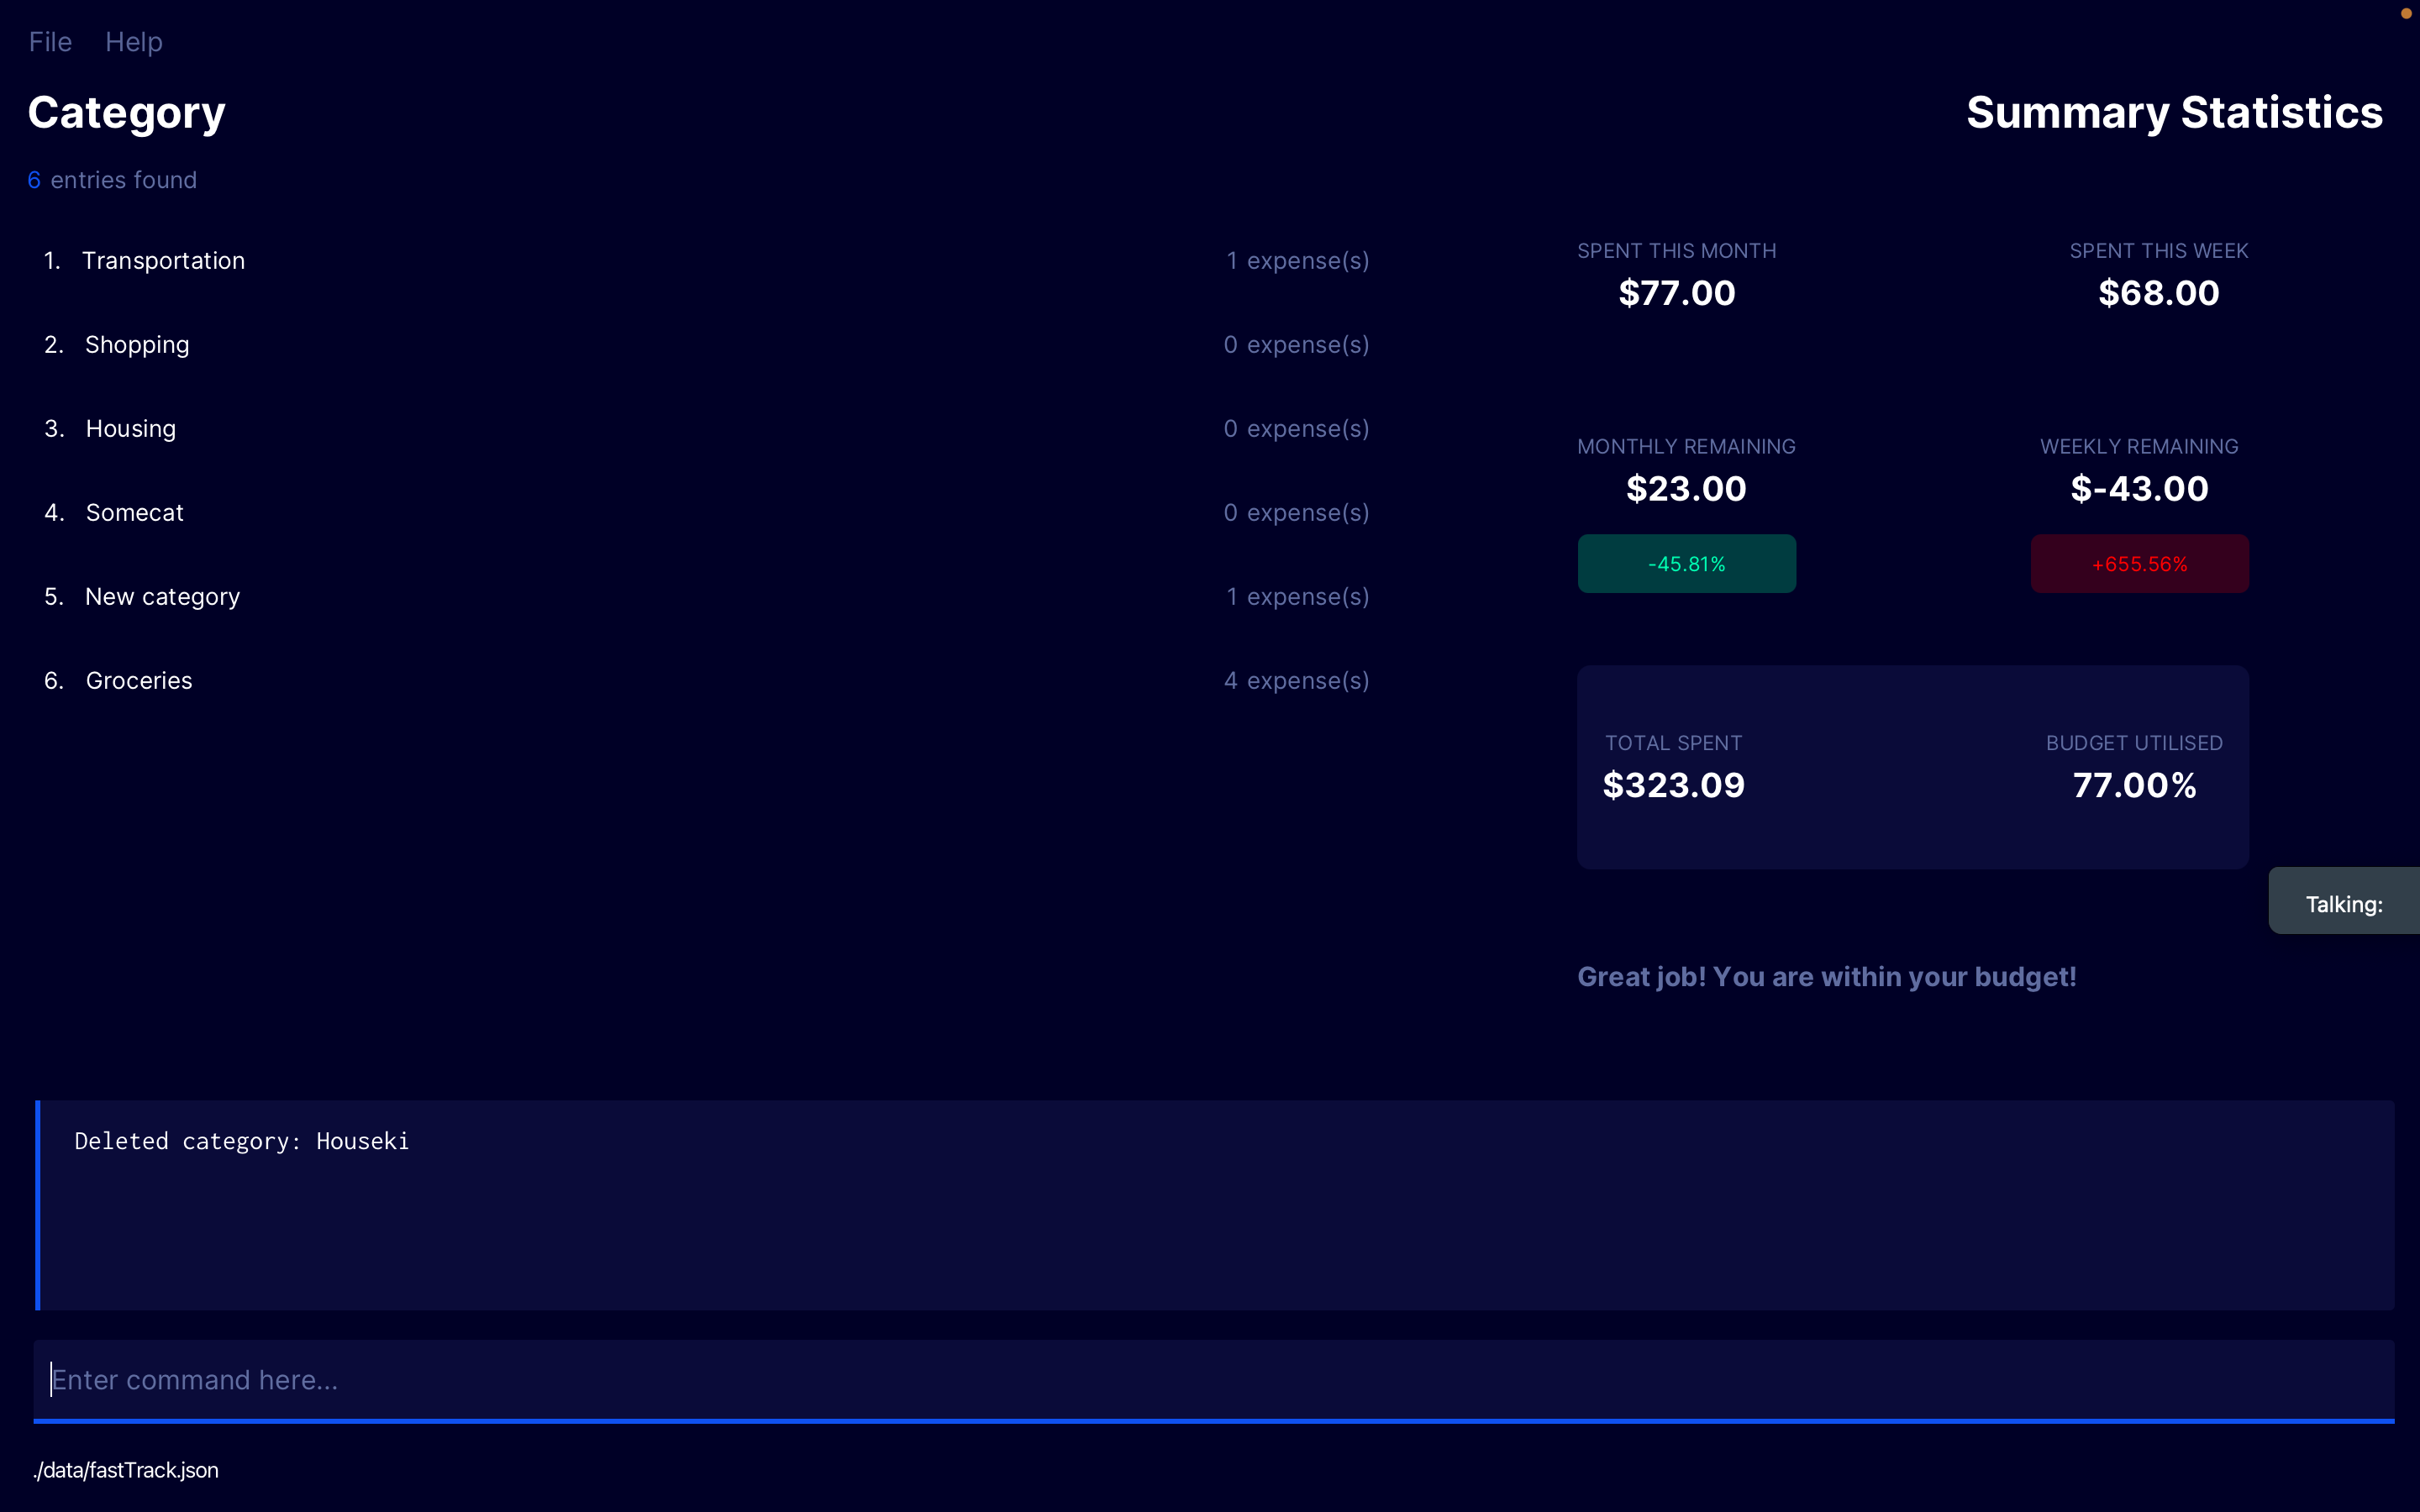 File Help
Category
Summary Statistics
6 entries found
1. Transportation 1 expense(s)
2. Shopping 0 expense(s)
3. Housing 0 expense(s)
4. Somecat 0 expense(s)
5. New category 1 expense(s)
6. Groceries 4 expense(s)
SPENT THIS MONTH
$77.00
SPENT THIS WEEK
$68.00
MONTHLY REMAINING
$23.00
-45.81%
WEEKLY REMAINING
$-43.00
+655.56%
TOTAL SPENT
$323.09
BUDGET UTILISED
77.00%
Talking:
Great job! You are within your budget!
Deleted category: Houseki
Enter command here...
./data/fastTrack.json